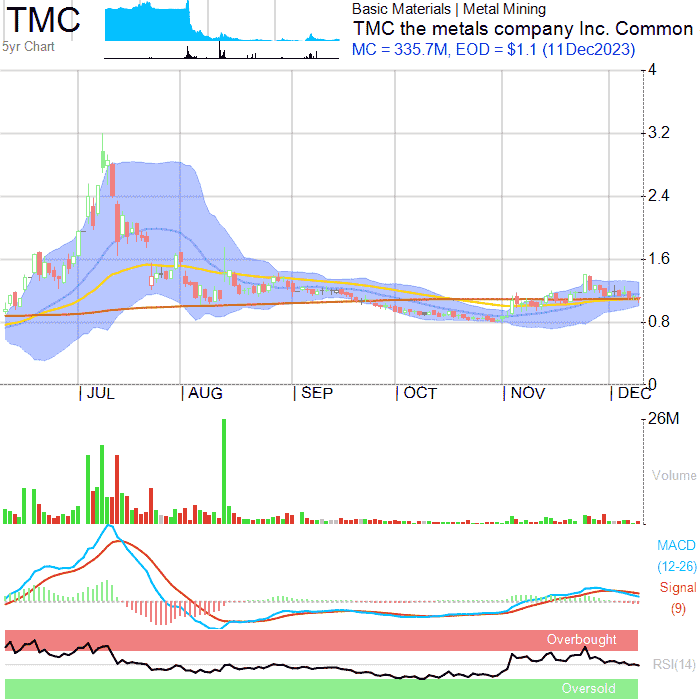 TMC
5yr Chart
Basic Materials | Metal Mining
TMC the metals company Inc. Common
MC = 335.7M, EOD = $1.1 (11Dec2023)
4
3.2
2.4
1.6
0.8
0
JUL AUG SEP OCT NOV DEC
26M
Volume
MACD
(12-26)
Signal
(9)
Overbought
RSI(14)
Oversold